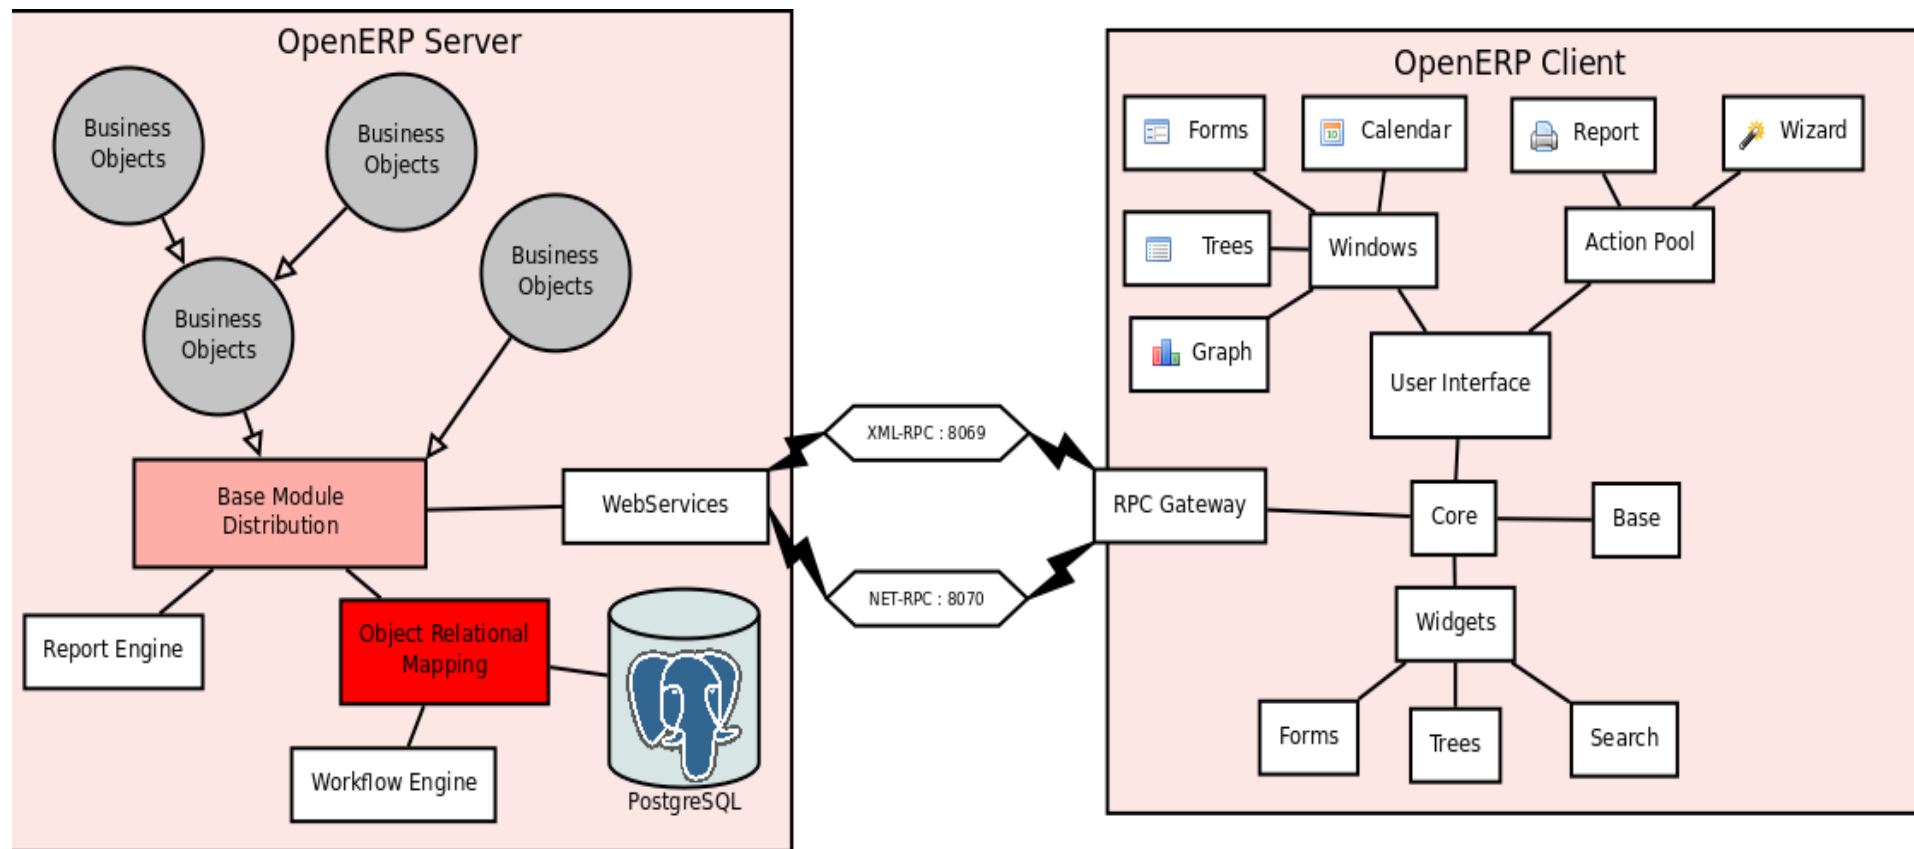 OpenERP Server
Business
Objects
Business
Objects
Business
Objects
Business
Objects
Base Module
Distribution
WebServices
Report Engine
Object Relational
Mapping
Workflow Engine
PostgreSQL
XML-RPC : 8069
NET-RPC : 8070
OpenERP Client
Forms
Calendar
10
Report
Wizard
Trees
Windows
Action Pool
Graph
User Interface
RPC Gateway
Core
Base
Widgets
Forms
Trees
Search